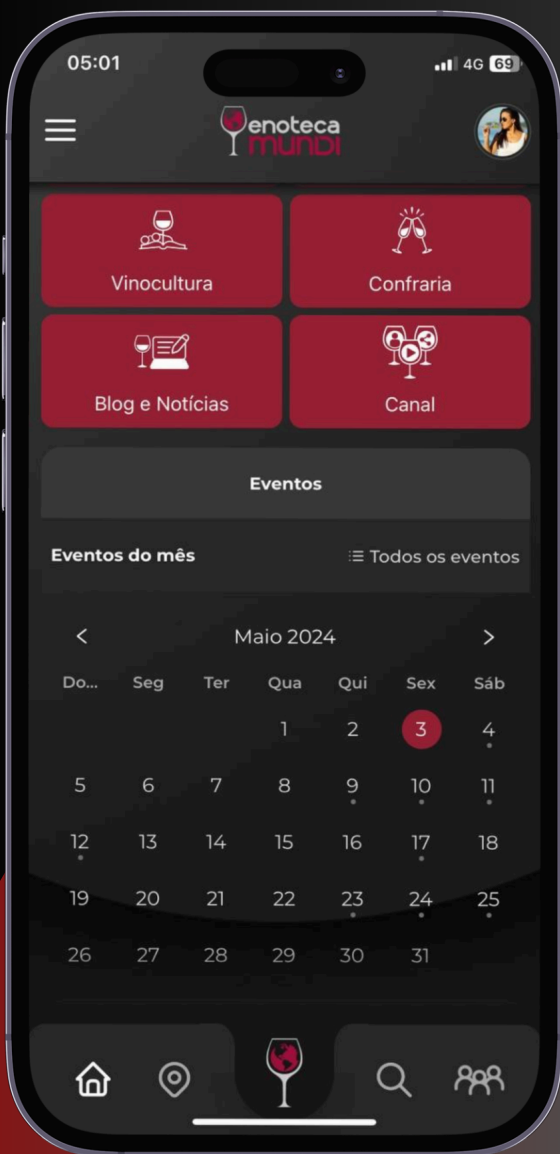 05:01 4G 69
enoteca
mundi
Vinocultura Confraria
Blog e Notícias Canal
Eventos
Eventos do mês Todos os eventos
< Maio 2024 >
Do... Seg Ter Qua Qui Sex Sáb
1 2 3 4
5 6 7 8 9 10 11
12 13 14 15 16 17 18
19 20 21 22 23 24 25
26 27 28 29 30 31